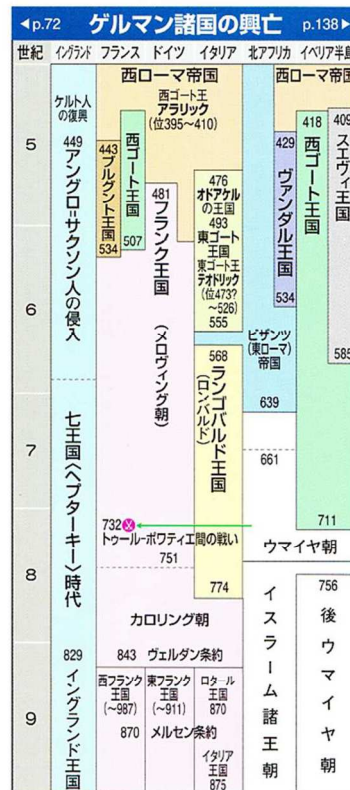 ◀p.72 ゲルマン諸国の興亡 p.138▶
世紀 イングランド フランス ドイツ イタリア 北アフリカ イベリア半島
5
6
7
8
9
ケルト人
の復興
449
アングロ=サクソン人の侵入
七王国〈ヘプターキー〉時代
829
イングランド王国
西ローマ帝国
西ゴート王
アラリック
(位395〜410)
443
ブルグント王国
534
西ゴート王国
507
481
フランク王国
(メロヴィング朝)
476
オドアケル
の王国
493
東ゴート
王国
東ゴート王
テオドリック
(位473?
〜526)
555
568
ランゴバルド王国
(ロンバルド)
774
732
トゥール-ポワティエ間の戦い
751
カロリング朝
843 ヴェルダン条約
西フランク
王国
(〜987)
東フランク
王国
(〜911)
ロタール
王国
870
870 メルセン条約
イタリア
王国
875
西ローマ帝国
429
ヴァンダル王国
534
ビザンツ
(東ローマ)
帝国
639
661
418
西ゴート王国
711
409
スエヴィ王国
585
ウマイヤ朝
イスラーム諸王朝
756
後ウマイヤ朝